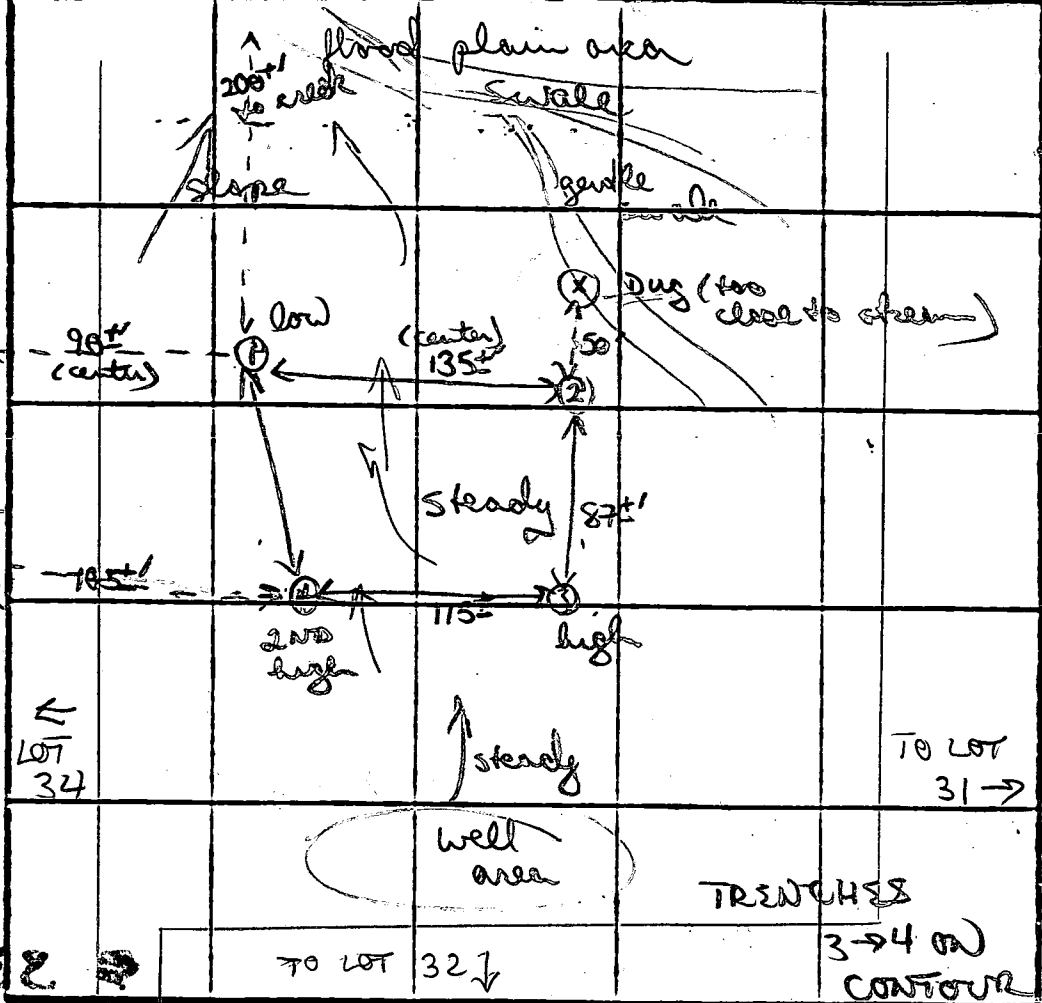 flood plain area
200±'
to creek
Swale
slope
gentle
swale
X
Dug (too
close to stream)
low
90±'
(center)
1
(center)
135±
50'
2
Steady
87±'
105±'
4
115±
3
2ND
high
high
←
LOT
34
steady
TO LOT
31 →
well
area
TRENCHES
3→4 ON
CONTOUR
TO LOT 32 ↓